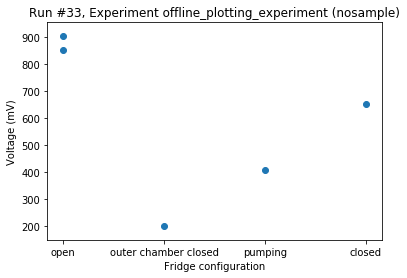 Run #33, Experiment offline_plotting_experiment (nosample)
900
800
700
600
500
400
300
200
Voltage (mV)
open
outer chamber closed
pumping
closed
Fridge configuration